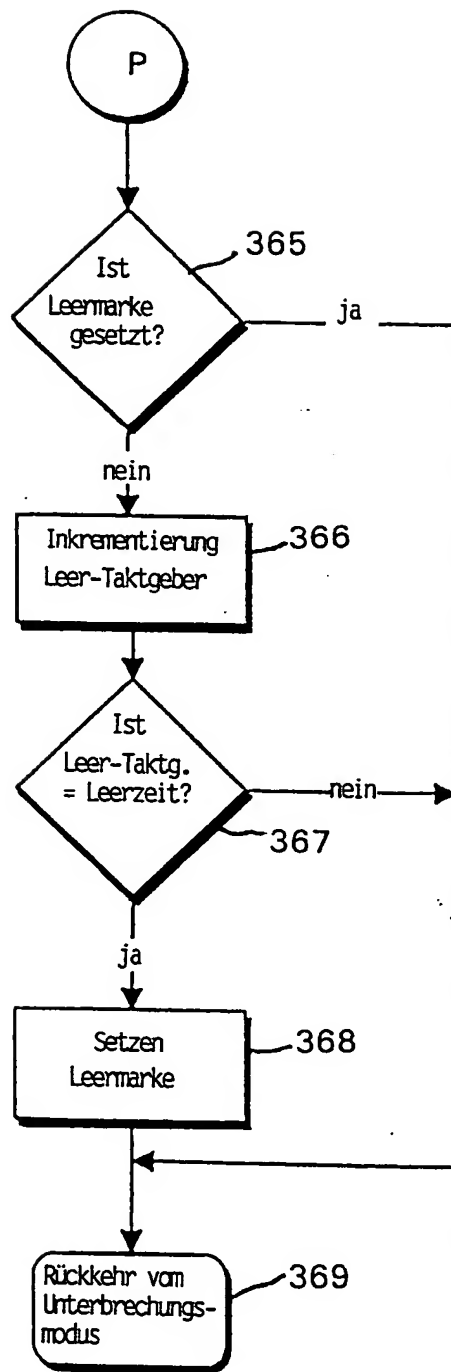 P
365
Ist
Leermarke
gesetzt?
ja
nein
Inkrementierung
Leer-Taktgeber
366
Ist
Leer-Taktg.
= Leerzeit?
nein
367
ja
Setzen
Leermarke
368
Rückkehr vom
Unterbrechungs-
modus
369